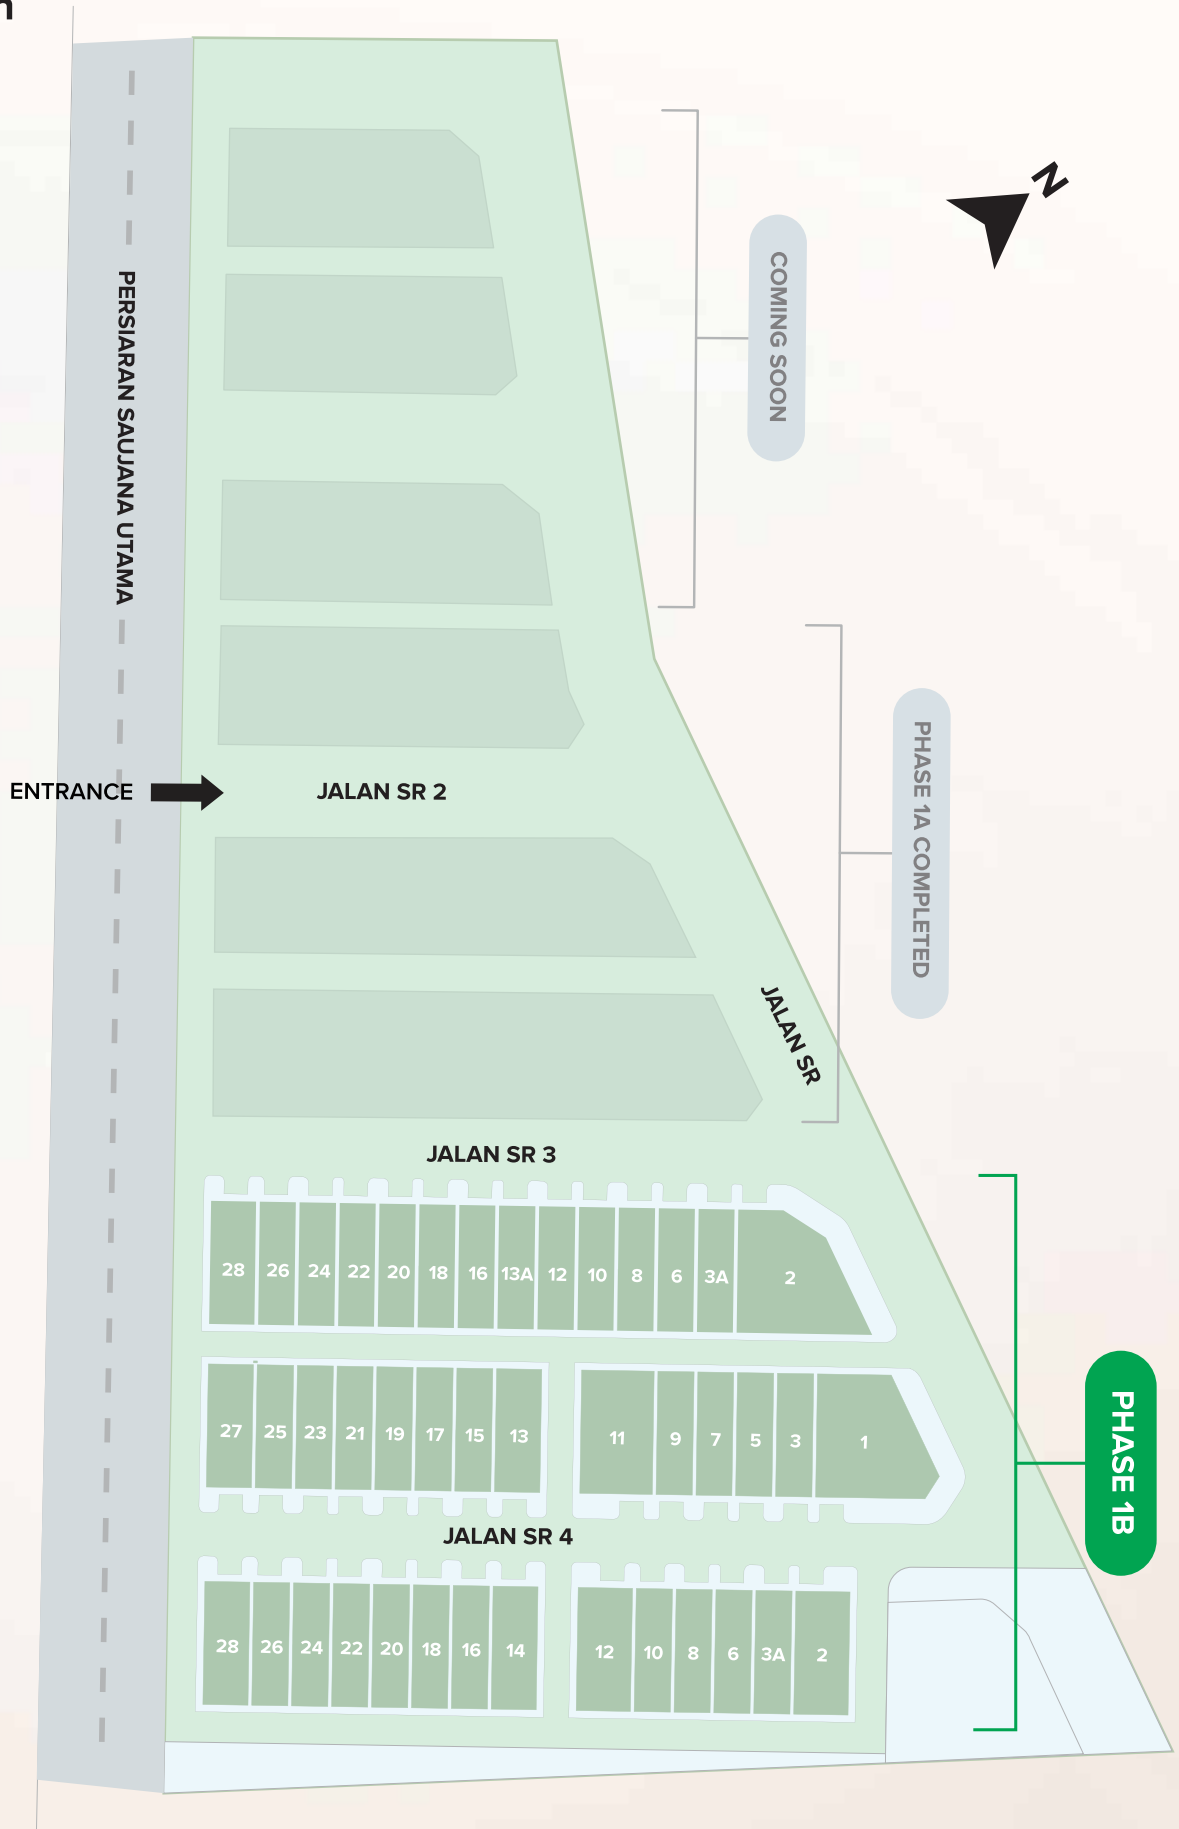 N
COMING SOON
PERSIARAN SAUJANA UTAMA
PHASE 1A COMPLETED
ENTRANCE
JALAN SR 2
JALAN SR
JALAN SR 3
28 26 24 22 20 18 16 13A 12 10 8 6 3A 2
27 25 23 21 19 17 15 13 11 9 7 5 3 1
PHASE 1B
JALAN SR 4
28 26 24 22 20 18 16 14 12 10 8 6 3A 2